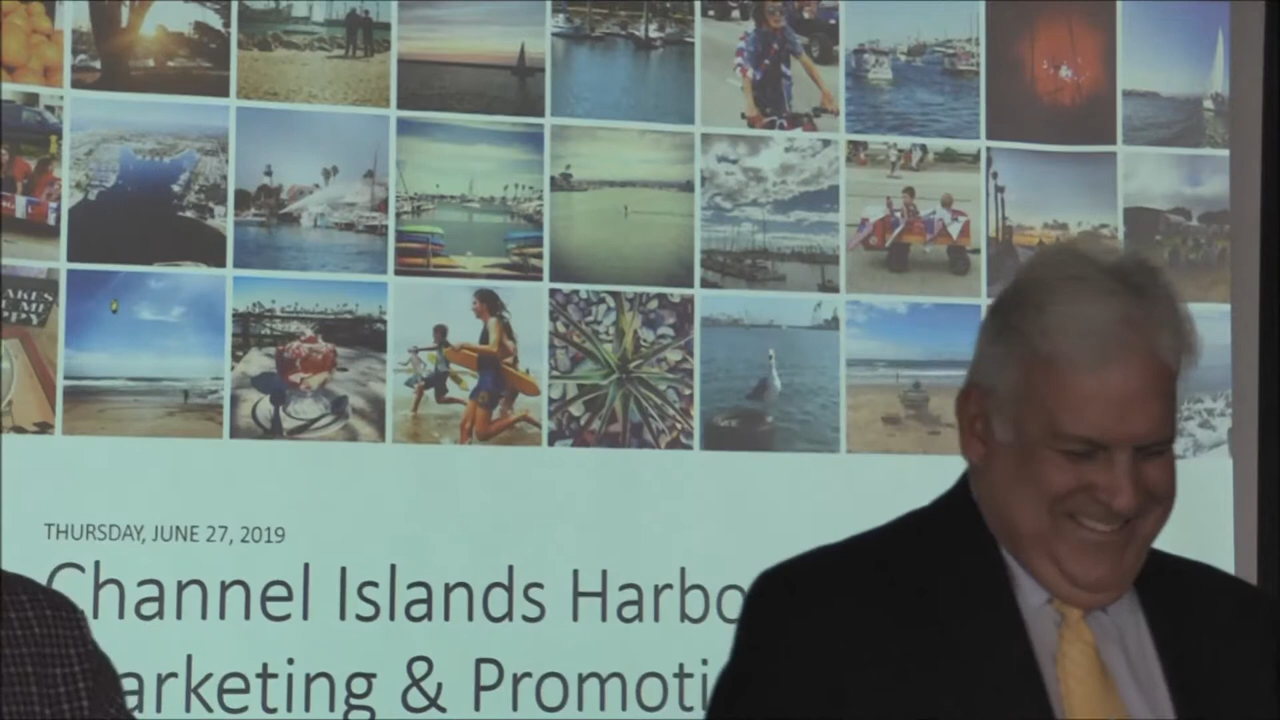 THURSDAY, JUNE 27, 2019
Channel Islands Harbo
arketing & Promoti